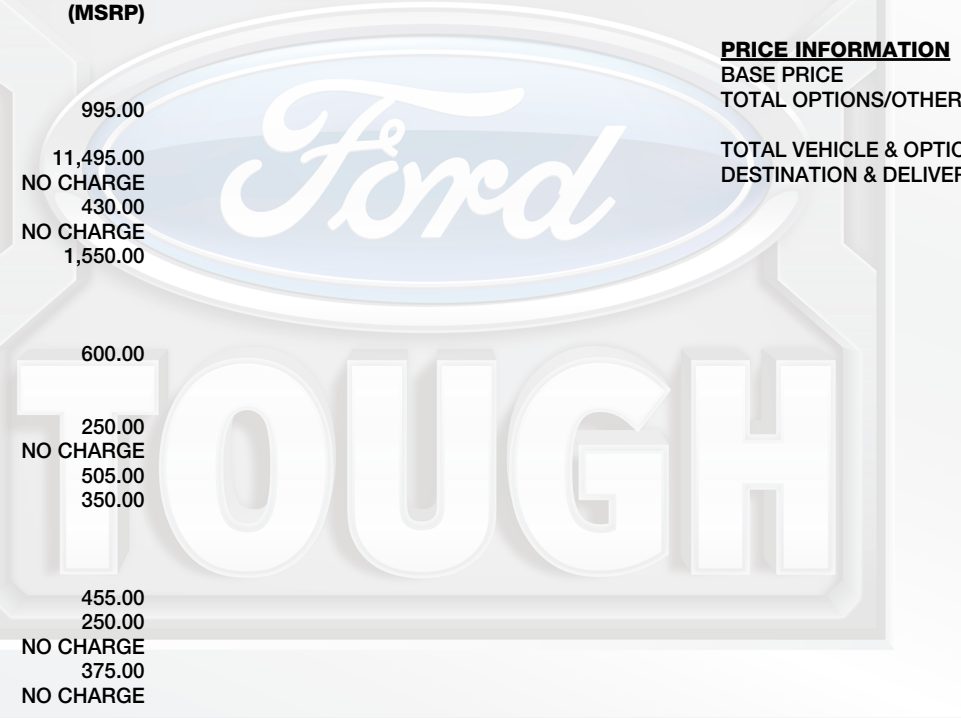 (MSRP)
995.00
11,495.00
NO CHARGE
430.00
NO CHARGE
1,550.00
600.00
250.00
NO CHARGE
505.00
350.00
455.00
250.00
NO CHARGE
375.00
NO CHARGE
PRICE INFORMATION
BASE PRICE
TOTAL OPTIONS/OTHER
TOTAL VEHICLE & OPTIO
DESTINATION & DELIVER
Ford
TOUGH